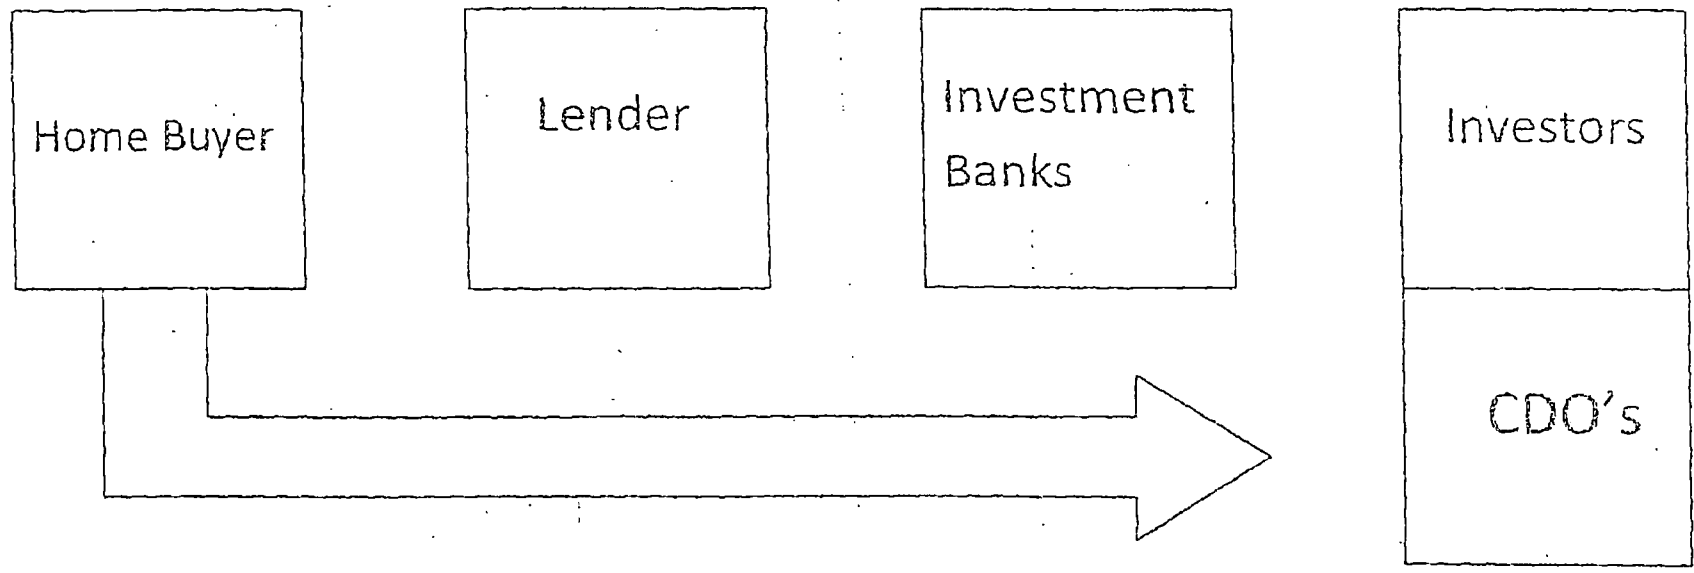 Home Buyer
Lender
Investment
Banks
Investors
CDO's